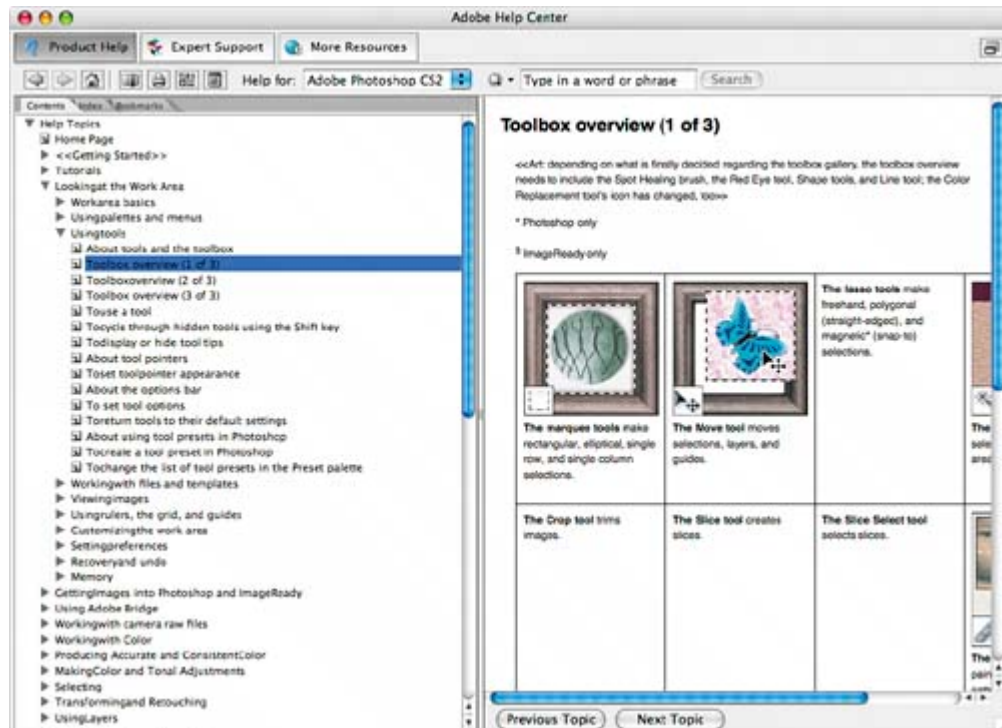 Adobe Help Center
Product Help
Expert Support
More Resources
Help for:
Adobe Photoshop CS2
Type in a word or phrase
Search
Contents
Index
Bookmarks
Help Topics
Home Page
<<Getting Started>>
Tutorials
Lookingat the Work Area
Workarea basics
Usingpalettes and menus
Usingtools
About tools and the toolbox
Toolbox overview (1 of 3)
Toolboxoverview (2 of 3)
Toolbox overview (3 of 3)
Touse a tool
Tocycle through hidden tools using the Shift key
Todisplay or hide tool tips
About tool pointers
Toset toolpointer appearance
About the options bar
To set tool options
Toreturn tools to their default settings
About using tool presets in Photoshop
Tocreate a tool preset in Photoshop
Tochange the list of tool presets in the Preset palette
Workingwith files and templates
Viewingimages
Usingrulers, the grid, and guides
Customizingthe work area
Settingpreferences
Recoveryand undo
Memory
GettingImages into Photoshop and ImageReady
Using Adobe Bridge
Workingwith camera raw files
Workingwith Color
Producing Accurate and ConsistentColor
MakingColor and Tonal Adjustments
Selecting
Transformingand Retouching
UsingLayers
Toolbox overview (1 of 3)
<<Art: depending on what is finally decided regarding the toolbox gallery, the toolbox overview
needs to include the Spot Healing brush, the Red Eye tool, Shape tools, and Line tool; the Color
Replacement tool's icon has changed, too>>
* Photoshop only
§ ImageReady only
The marquee tools make
rectangular, elliptical, single
row, and single column
selections.
The Move tool moves
selections, layers, and
guides.
The lasso tools make
freehand, polygonal
(straight-edged), and
magnetic* (snap-to)
selections.
The
sele
area
The Crop tool trims
images.
The Slice tool creates
slices.
The Slice Select tool
selects slices.
The
pain
Previous Topic
Next Topic